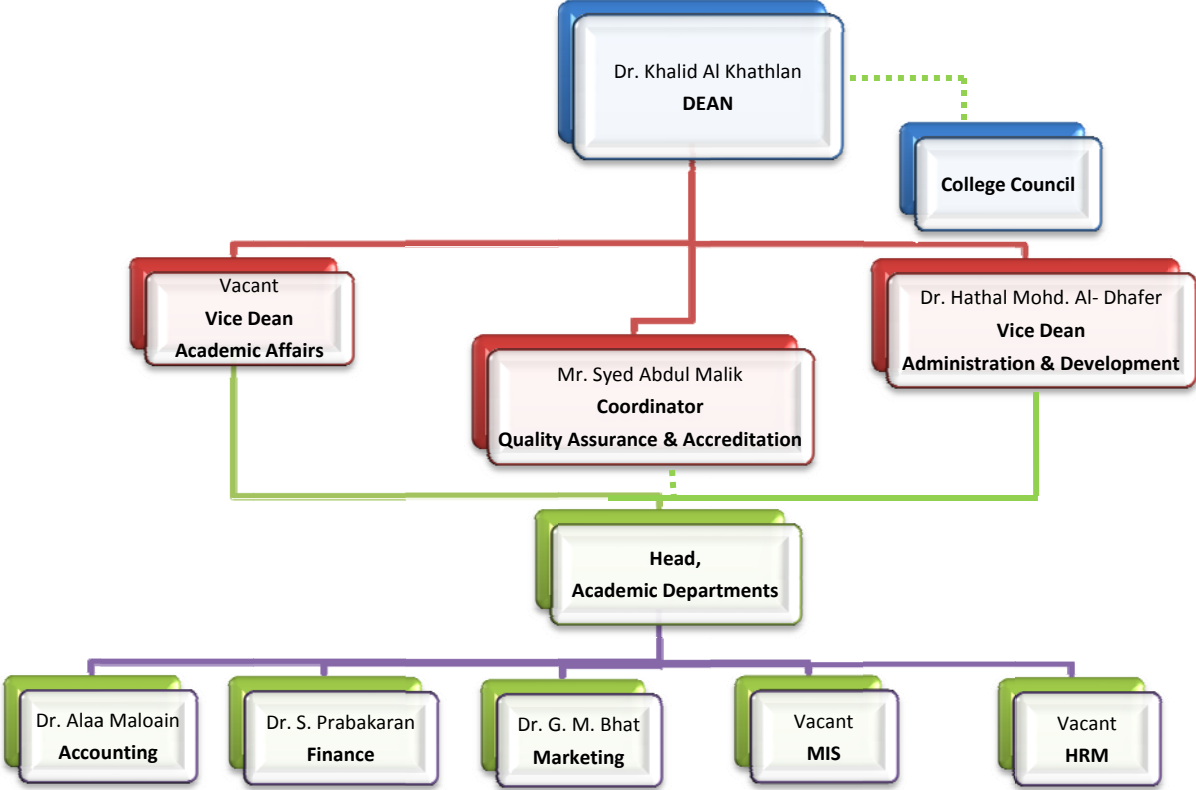 Dr. Khalid Al Khathlan
DEAN
College Council
Vacant
Vice Dean
Academic Affairs
Mr. Syed Abdul Malik
Coordinator
Quality Assurance & Accreditation
Dr. Hathal Mohd. Al- Dhafer
Vice Dean
Administration & Development
Head,
Academic Departments
Dr. Alaa Maloain
Accounting
Dr. S. Prabakaran
Finance
Dr. G. M. Bhat
Marketing
Vacant
MIS
Vacant
HRM